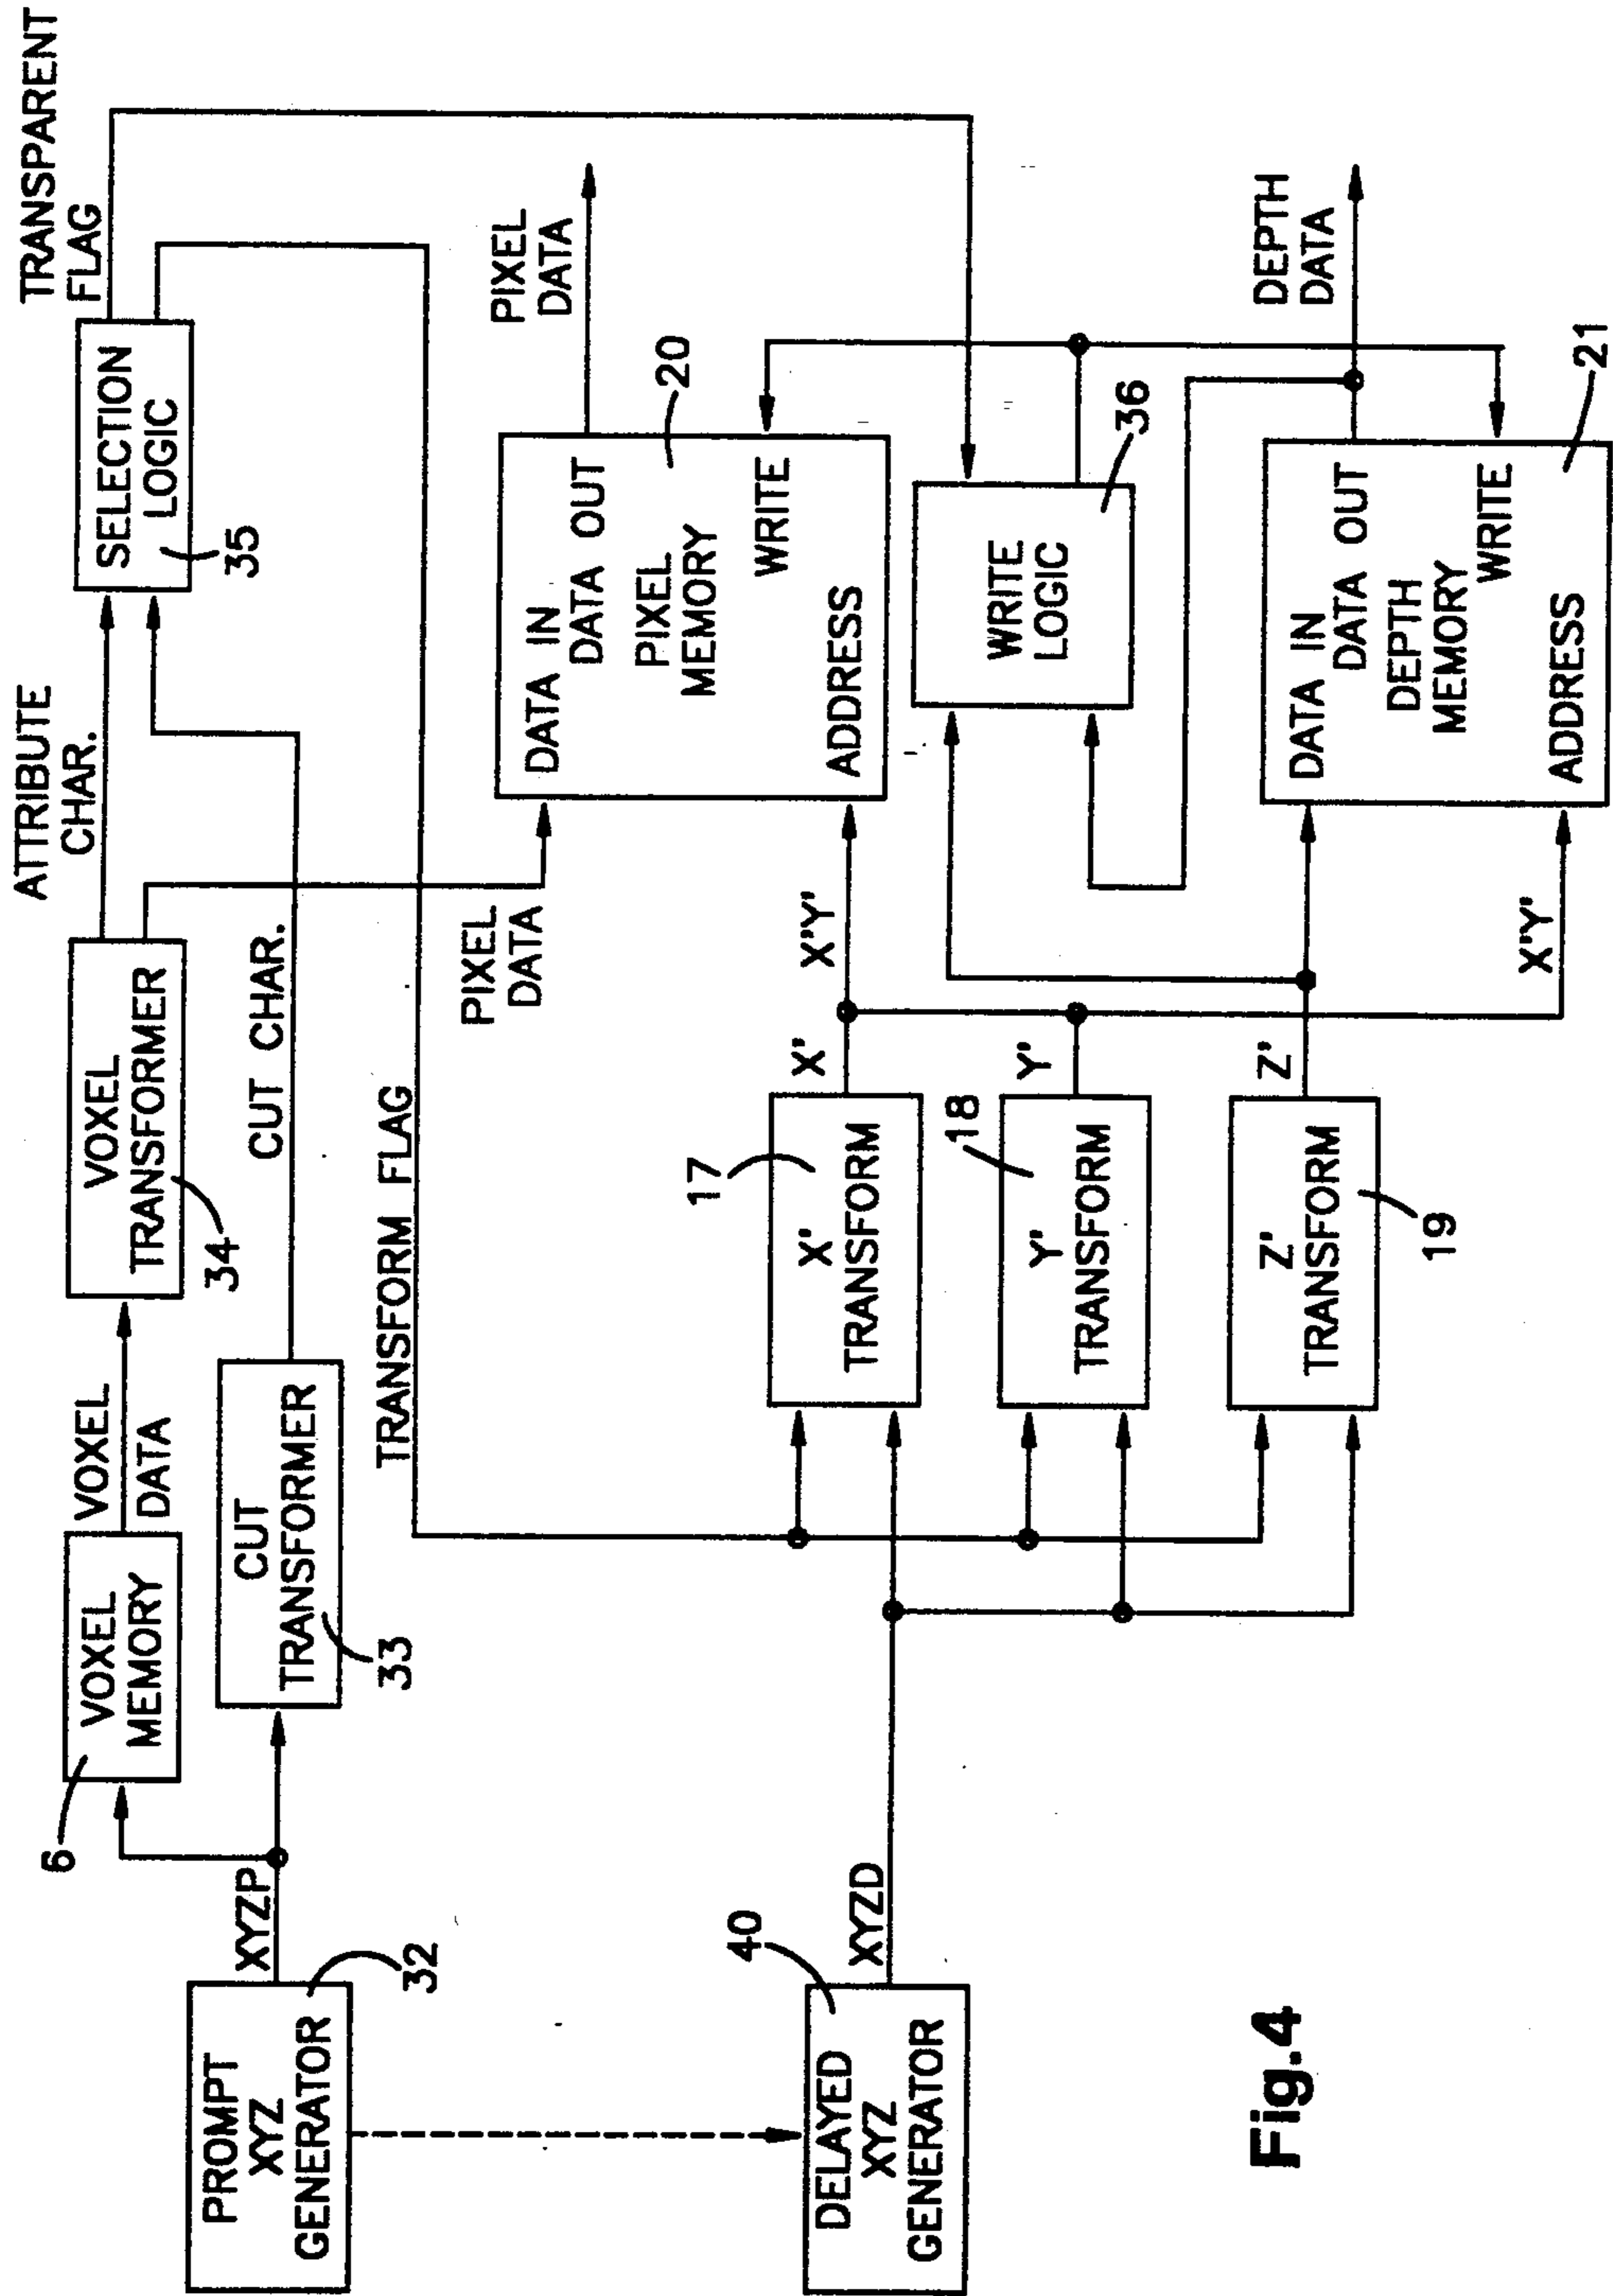 PROMPT
XYZ
GENERATOR
32
XYZP
6
VOXEL
MEMORY
VOXEL
DATA
CUT
TRANSFORMER
33
VOXEL
TRANSFORMER
34
CUT CHAR.
ATTRIBUTE
CHAR.
SELECTION
LOGIC
35
TRANSPARENT
FLAG
TRANSFORM FLAG
PIXEL
DATA
DELAYED
XYZ
GENERATOR
40
XYZD
X'
TRANSFORM
17
X'
Y'
TRANSFORM
18
Y'
Z'
TRANSFORM
19
Z'
X'Y'
X'Y'
DATA IN
DATA OUT
PIXEL
MEMORY
WRITE
ADDRESS
20
PIXEL
DATA
WRITE
LOGIC
36
DATA IN
DATA OUT
DEPTH
MEMORY
WRITE
ADDRESS
21
DEPTH
DATA
Fig.4